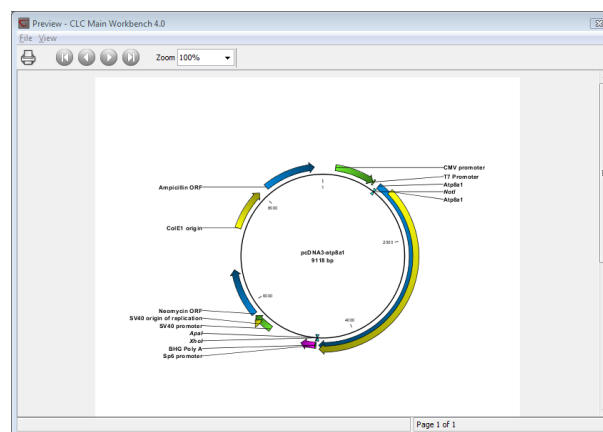 Preview - CLC Main Workbench 4.0
File View
Zoom 100%
CMV promoter
T7 Promoter
Atp8a1
NotI
Atp8a1
Ampicillin ORF
ColE1 origin
pcDNA3-atp8a1
9118 bp
1
2000
4000
6000
8000
Neomycin ORF
SV40 origin of replication
SV40 promoter
ApaI
XhoI
BHG Poly A
Sp6 promoter
Page 1 of 1